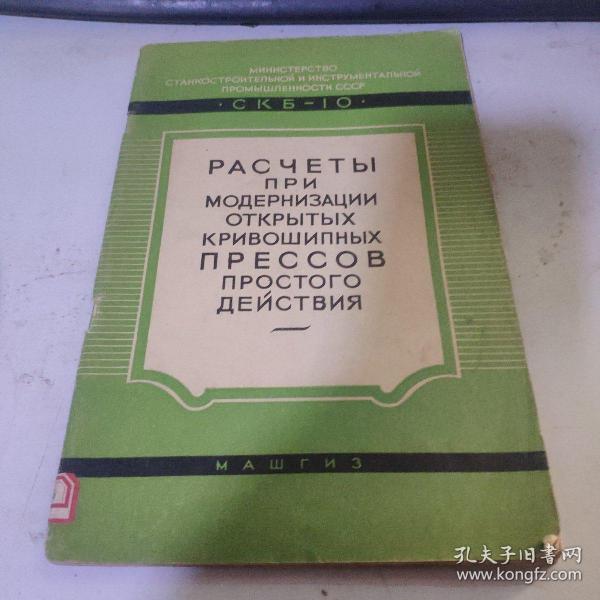 МИНИСТЕРСТВО
СТАНКОСТРОИТЕЛЬНОЙ И ИНСТРУМЕНТАЛЬНОЙ
ПРОМЫШЛЕННОСТИ СССР
· СКБ-10 ·
РАСЧЕТЫ
ПРИ
МОДЕРНИЗАЦИИ
ОТКРЫТЫХ
КРИВОШИПНЫХ
ПРЕССОВ
ПРОСТОГО
ДЕЙСТВИЯ
МАШГИЗ
孔夫子旧书网
www.kongfz.com